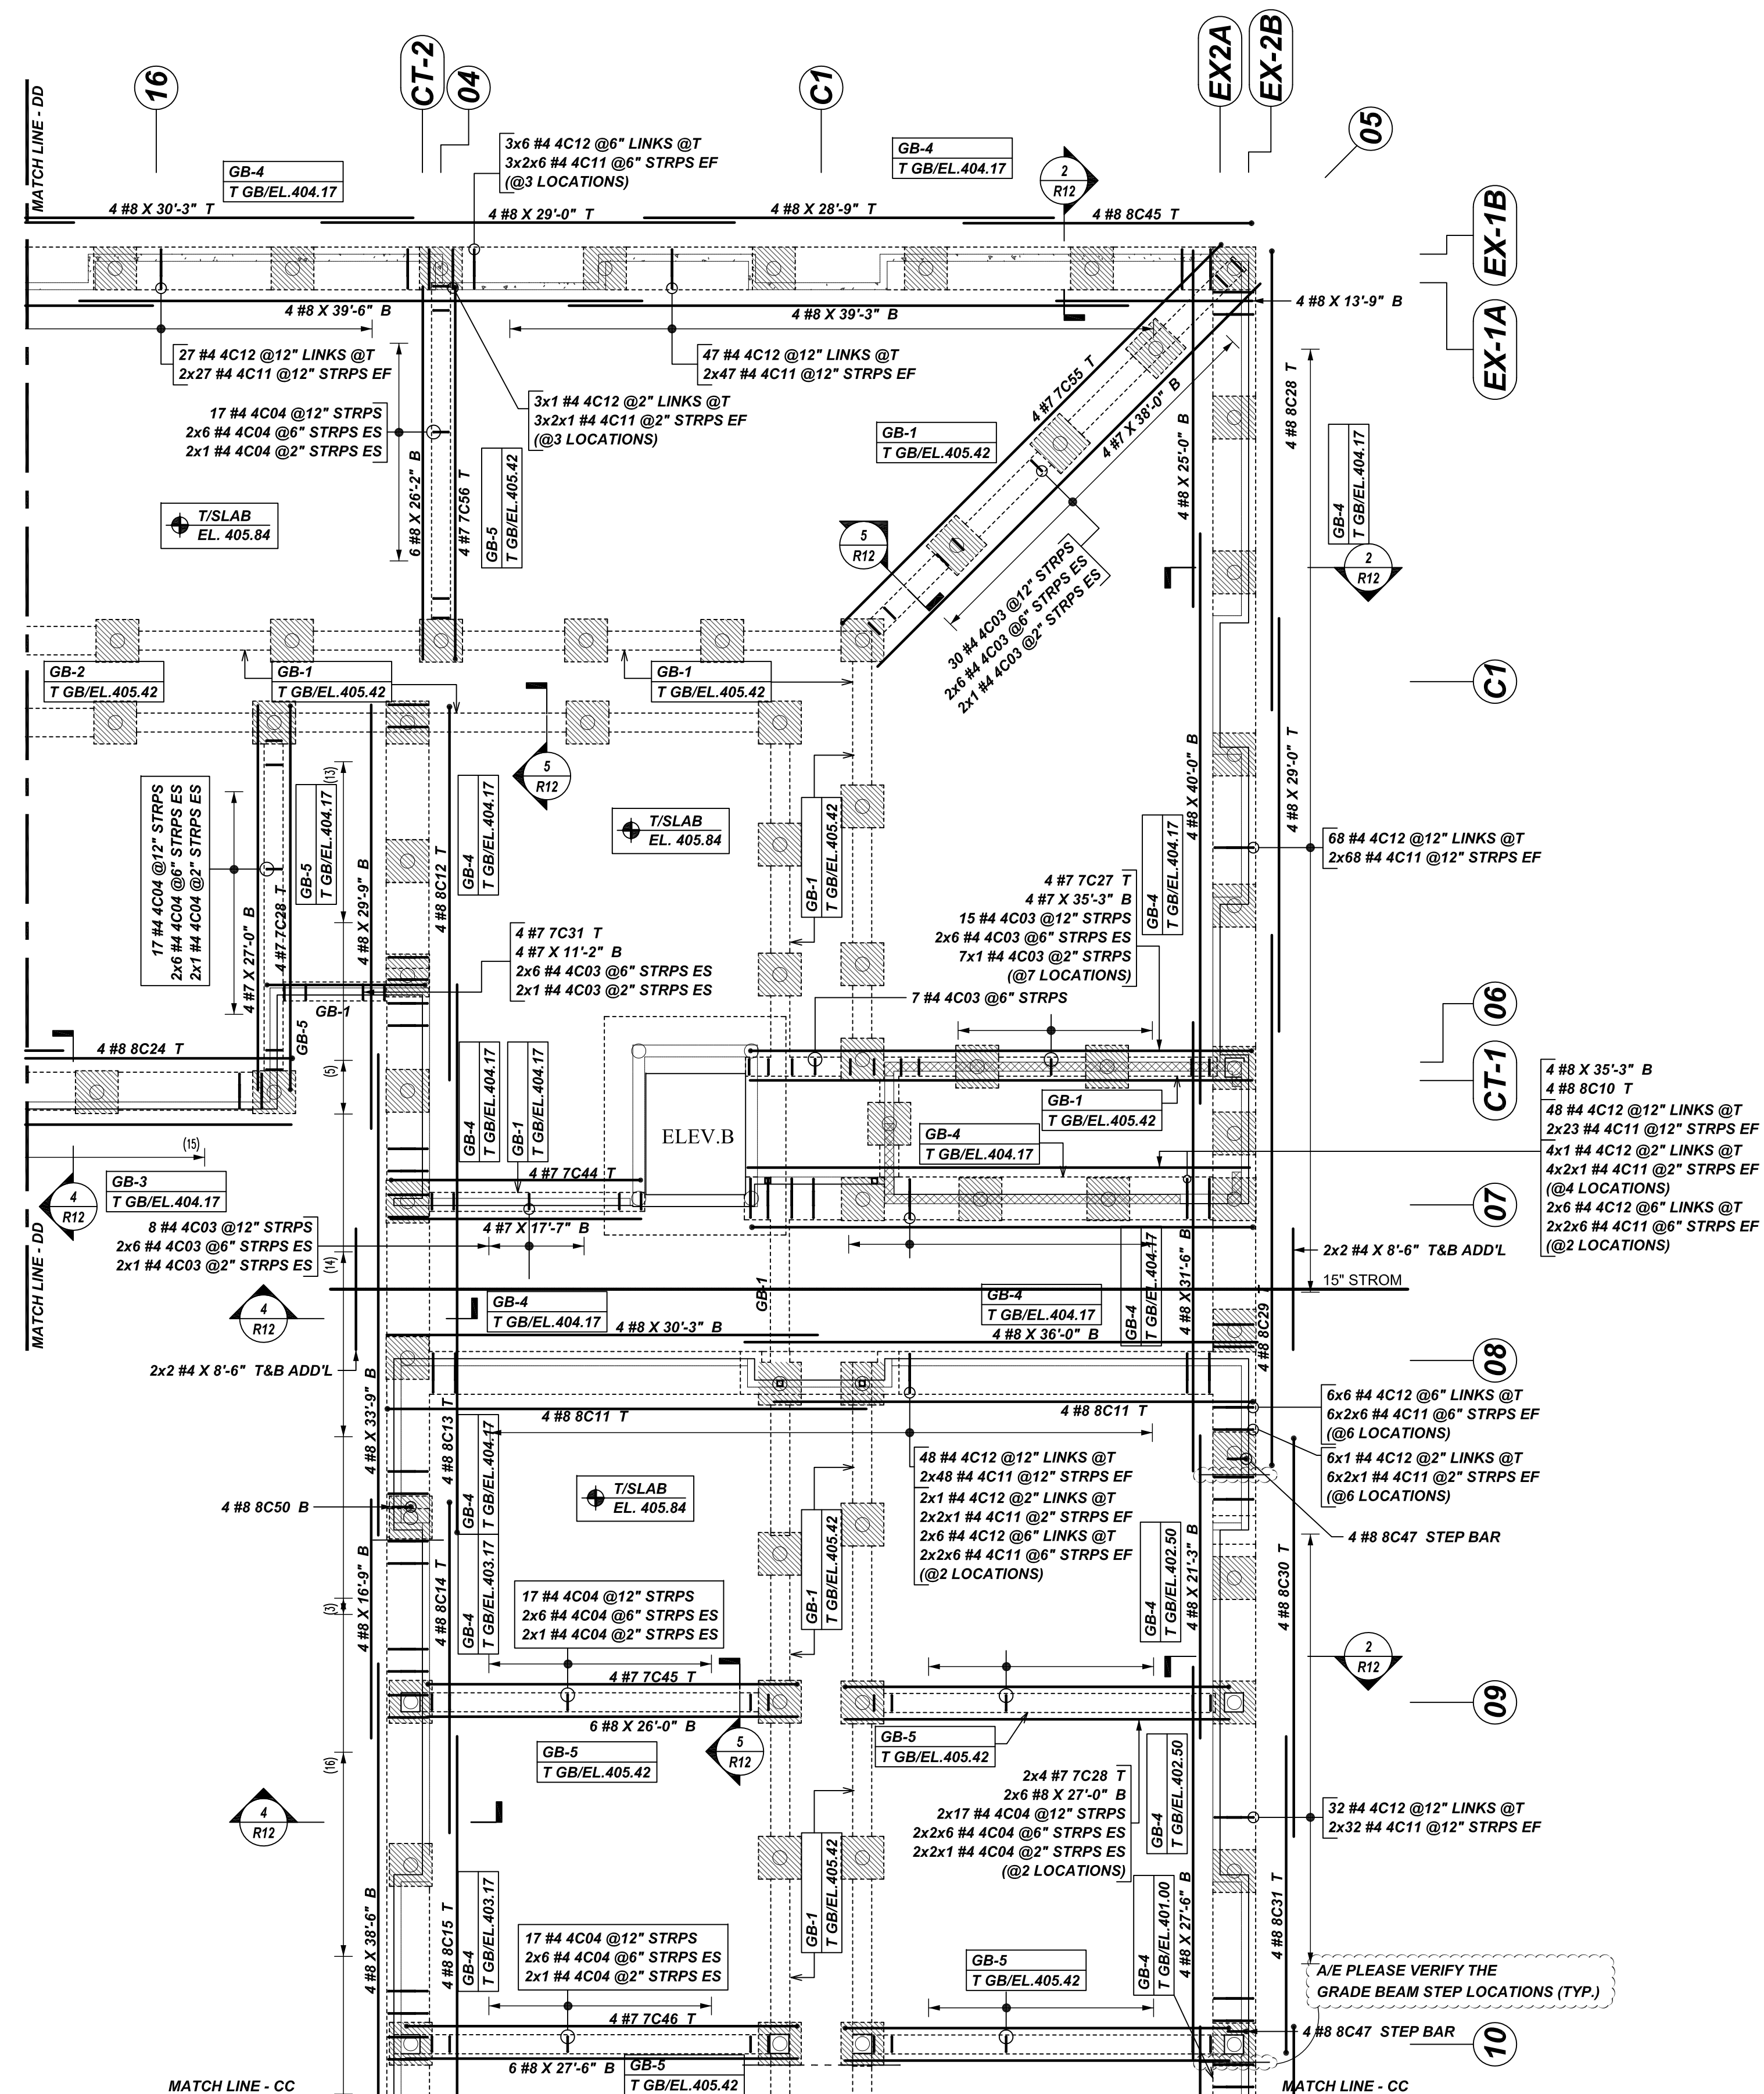 16
CT-2
04
C1
EX2A
EX-2B
05
MATCH LINE - DD
GB-4
T GB/EL.404.17
3x6 #4 4C12 @6" LINKS @T
3x2x6 #4 4C11 @6" STRPS EF
(@3 LOCATIONS)
GB-4
T GB/EL.404.17
2
R12
4 #8 X 30'-3" T
4 #8 X 29'-0" T
4 #8 X 28'-9" T
4 #8 8C45 T
EX-1B
EX-1A
4 #8 X 39'-6" B
4 #8 X 39'-3" B
4 #8 X 13'-9" B
27 #4 4C12 @12" LINKS @T
2x27 #4 4C11 @12" STRPS EF
47 #4 4C12 @12" LINKS @T
2x47 #4 4C11 @12" STRPS EF
17 #4 4C04 @12" STRPS
2x6 #4 4C04 @6" STRPS ES
2x1 #4 4C04 @2" STRPS ES
3x1 #4 4C12 @2" LINKS @T
3x2x1 #4 4C11 @2" STRPS EF
(@3 LOCATIONS)
6 #8 X 26'-2" B
4 #7 7C56 T
GB-5
T GB/EL.405.42
GB-1
T GB/EL.405.42
4 #7 7C55 T
4 #7 X 38'-0" B
4 #8 X 25'-0" B
4 #8 8C28 T
GB-4
T GB/EL.404.17
T/SLAB
EL. 405.84
5
R12
2
R12
30 #4 4C03 @12" STRPS
2x6 #4 4C03 @6" STRPS ES
2x1 #4 4C03 @2" STRPS ES
GB-2
T GB/EL.405.42
GB-1
T GB/EL.405.42
GB-1
T GB/EL.405.42
C1
5
R12
17 #4 4C04 @12" STRPS
2x6 #4 4C04 @6" STRPS ES
2x1 #4 4C04 @2" STRPS ES
4 #7 X 27'-0" B
4 #7 7C28 T
GB-5
T GB/EL.404.17
(13)
4 #8 X 29'-9" B
4 #8 8C12 T
GB-4
T GB/EL.404.17
T/SLAB
EL. 405.84
GB-1
T GB/EL.405.42
4 #8 X 40'-0" B
4 #8 X 29'-0" T
GB-4
T GB/EL.404.17
68 #4 4C12 @12" LINKS @T
2x68 #4 4C11 @12" STRPS EF
4 #7 7C27 T
4 #7 X 35'-3" B
15 #4 4C03 @12" STRPS
2x6 #4 4C03 @6" STRPS ES
7x1 #4 4C03 @2" STRPS
(@7 LOCATIONS)
4 #7 7C31 T
4 #7 X 11'-2" B
2x6 #4 4C03 @6" STRPS ES
2x1 #4 4C03 @2" STRPS ES
7 #4 4C03 @6" STRPS
GB-1
GB-5
4 #8 8C24 T
(5)
06
CT-1
GB-4
T GB/EL.404.17
GB-1
T GB/EL.404.17
ELEV.B
GB-1
T GB/EL.405.42
GB-4
T GB/EL.404.17
4 #8 X 35'-3" B
4 #8 8C10 T
48 #4 4C12 @12" LINKS @T
2x23 #4 4C11 @12" STRPS EF
4x1 #4 4C12 @2" LINKS @T
4x2x1 #4 4C11 @2" STRPS EF
(@4 LOCATIONS)
2x6 #4 4C12 @6" LINKS @T
2x2x6 #4 4C11 @6" STRPS EF
(@2 LOCATIONS)
(15)
4
R12
GB-3
T GB/EL.404.17
4 #7 7C44 T
4 #7 X 17'-7" B
07
8 #4 4C03 @12" STRPS
2x6 #4 4C03 @6" STRPS ES
2x1 #4 4C03 @2" STRPS ES
(14)
MATCH LINE - DD
GB-1
GB-4
T GB/EL.404.17
4 #8 X31'-6" B
2x2 #4 X 8'-6" T&B ADD'L
15" STROM
4
R12
GB-4
T GB/EL.404.17
GB-4
T GB/EL.404.17
4 #8 X 30'-3" B
4 #8 X 36'-0" B
4 #8 8C29 T
08
2x2 #4 X 8'-6" T&B ADD'L
4 #8 X 33'-9" B
4 #8 8C13 T
4 #8 8C11 T
4 #8 8C11 T
6x6 #4 4C12 @6" LINKS @T
6x2x6 #4 4C11 @6" STRPS EF
(@6 LOCATIONS)
6x1 #4 4C12 @2" LINKS @T
6x2x1 #4 4C11 @2" STRPS EF
(@6 LOCATIONS)
GB-4
T GB/EL.404.17
48 #4 4C12 @12" LINKS @T
2x48 #4 4C11 @12" STRPS EF
2x1 #4 4C12 @2" LINKS @T
2x2x1 #4 4C11 @2" STRPS EF
2x6 #4 4C12 @6" LINKS @T
2x2x6 #4 4C11 @6" STRPS EF
(@2 LOCATIONS)
T/SLAB
EL. 405.84
4 #8 8C50 B
4 #8 8C47 STEP BAR
4 #8 X 16'-9" B
(3)
4 #8 8C14 T
GB-4
T GB/EL.403.17
17 #4 4C04 @12" STRPS
2x6 #4 4C04 @6" STRPS ES
2x1 #4 4C04 @2" STRPS ES
GB-1
T GB/EL.405.42
GB-4
T GB/EL.402.50
4 #8 X 21'-3" B
4 #8 8C30 T
2
R12
4 #7 7C45 T
6 #8 X 26'-0" B
09
GB-5
T GB/EL.405.42
5
R12
GB-5
T GB/EL.405.42
(16)
4
R12
2x4 #7 7C28 T
2x6 #8 X 27'-0" B
2x17 #4 4C04 @12" STRPS
2x2x6 #4 4C04 @6" STRPS ES
2x2x1 #4 4C04 @2" STRPS ES
(@2 LOCATIONS)
GB-4
T GB/EL.402.50
32 #4 4C12 @12" LINKS @T
2x32 #4 4C11 @12" STRPS EF
4 #8 X 38'-6" B
4 #8 8C15 T
GB-4
T GB/EL.403.17
17 #4 4C04 @12" STRPS
2x6 #4 4C04 @6" STRPS ES
2x1 #4 4C04 @2" STRPS ES
GB-1
T GB/EL.405.42
GB-5
T GB/EL.405.42
GB-4
T GB/EL.401.00
4 #8 X 27'-6" B
4 #8 8C31 T
A/E PLEASE VERIFY THE
GRADE BEAM STEP LOCATIONS (TYP.)
4 #7 7C46 T
6 #8 X 27'-6" B
GB-5
T GB/EL.405.42
4 #8 8C47 STEP BAR
10
MATCH LINE - CC
MATCH LINE - CC